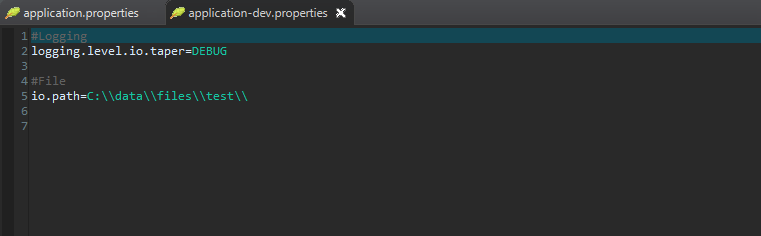 application.properties
application-dev.properties
1 #Logging
2 logging.level.io.taper=DEBUG
3
4 #File
5 io.path=C:\\data\\files\\test\\
6
7